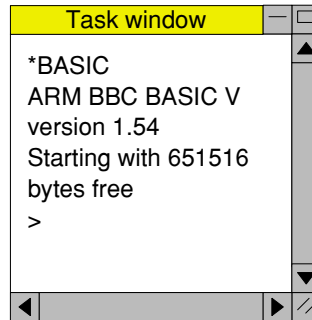 Task window
*BASIC
ARM BBC BASIC V
version 1.54
Starting with 651516
bytes free
>